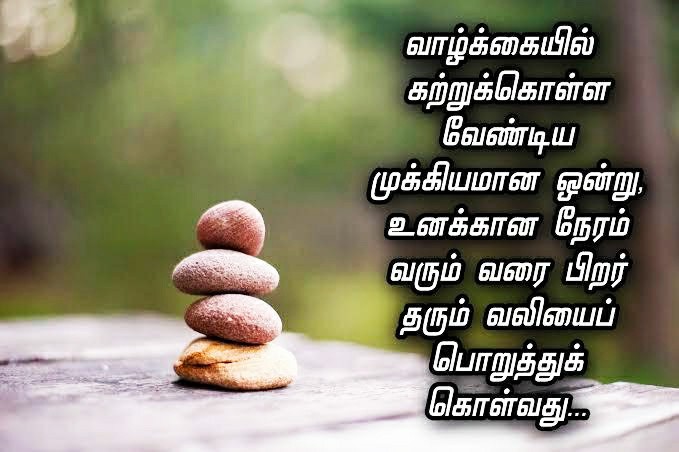 வாழ்க்கையில்
கற்றுக்கொள்ள
வேண்டிய
முக்கியமான ஒன்று,
உனக்கான நேரம்
வரும் வரை பிறர்
தரும் வலியைப்
பொறுத்துக்
கொள்வது...